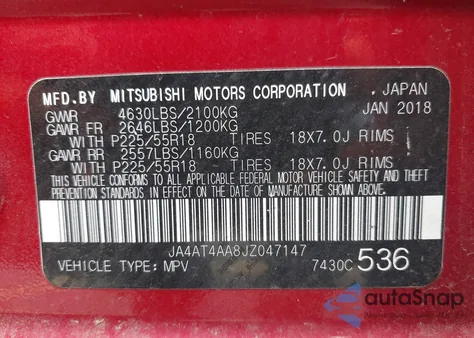 MFD.BY MITSUBISHI MOTORS CORPORATION , JAPAN
GVWR 4630LBS/2100KG JAN 2018
GAWR FR 2646LBS/1200KG
WITH P225/55R18 TIRES 18X7.0J RIMS
GAWR RR 2557LBS/1160KG
WITH P225/55R18 TIRES 18X7.0J RIMS
THIS VEHICLE CONFORMS TO ALL APPLICABLE
FEDERAL MOTOR VEHICLE SAFETY, BUMPER, AND THEFT
PREVENTION STANDARDS IN EFFECT ON THE DATE OF
MANUFACTURE SHOWN ABOVE.
JA4AT4AA8JZ047147
VEHICLE TYPE: MPV 7430C 536
autoSnap